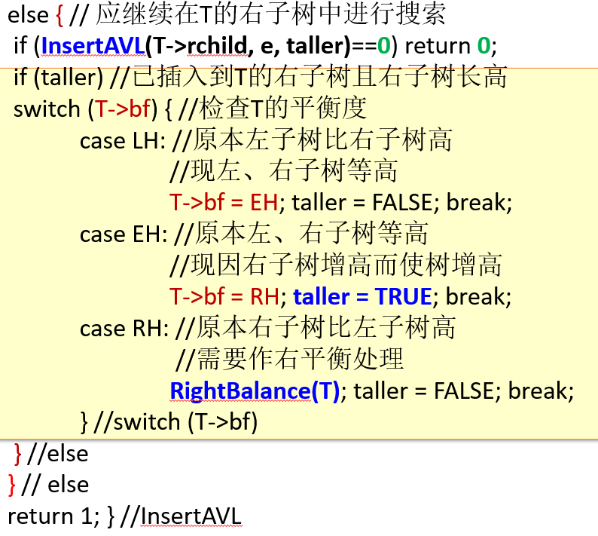 else { // 应继续在T的右子树中进行搜索
if (InsertAVL(T->rchild, e, taller)==0) return 0;
if (taller) //已插入到T的右子树且右子树长高
switch (T->bf) { //检查T的平衡度
case LH: //原本左子树比右子树高
//现左、右子树等高
T->bf = EH; taller = FALSE; break;
case EH: //原本左、右子树等高
//现因右子树增高而使树增高
T->bf = RH; taller = TRUE; break;
case RH: //原本右子树比左子树高
//需要作右平衡处理
RightBalance(T); taller = FALSE; break;
} //switch (T->bf)
} //else
} // else
return 1; } //InsertAVL